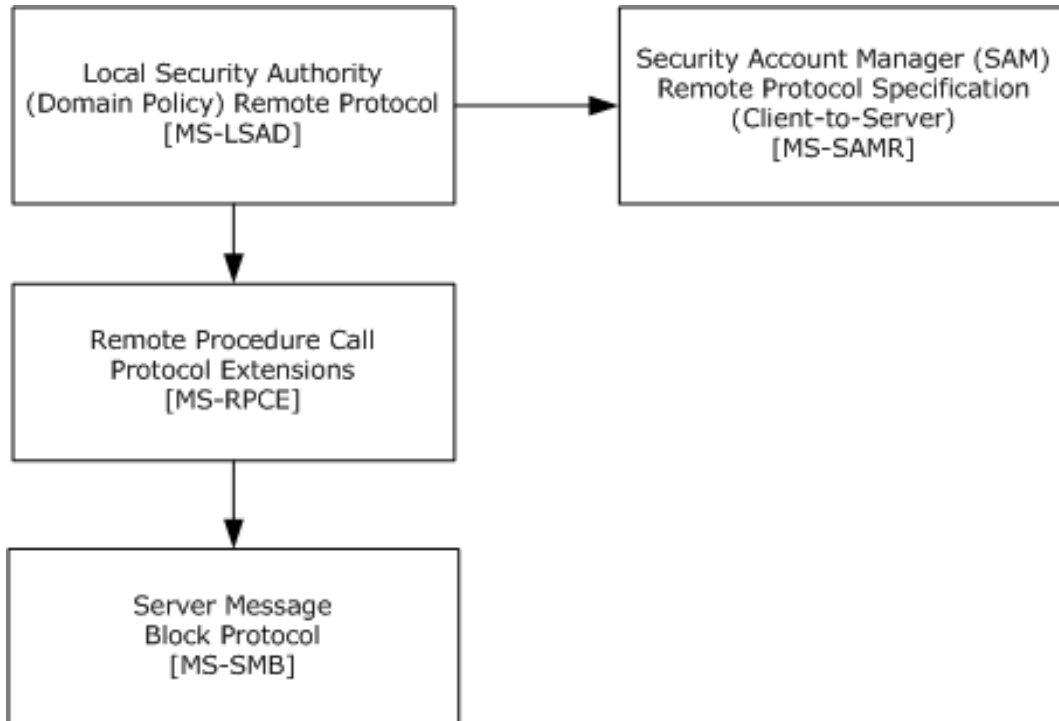 Local Security Authority
(Domain Policy) Remote Protocol
[MS-LSAD]
Security Account Manager (SAM)
Remote Protocol Specification
(Client-to-Server)
[MS-SAMR]
Remote Procedure Call
Protocol Extensions
[MS-RPCE]
Server Message
Block Protocol
[MS-SMB]